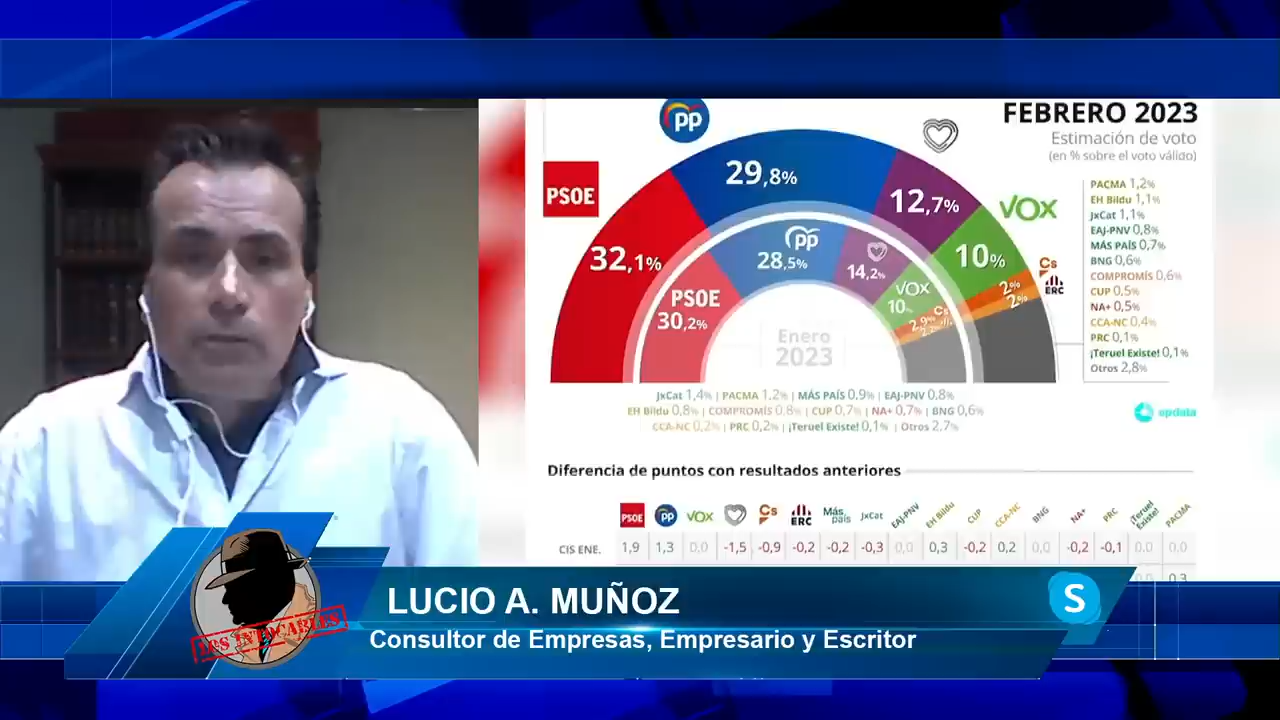 FEBRERO 2023
Estimación de voto
(en % sobre el voto válido)
pp
PSOE
VOX
Cs
ERC
32,1%
29,8%
12,7%
10%
2%
2%
PSOE
30,2%
pp
28,5%
14,2%
VOX
10%
Cs
2,9%
Enero
2023
PACMA 1,2%
EH Bildu 1,1%
JxCat 1,1%
EAJ-PNV 0,8%
MÁS PAÍS 0,7%
BNG 0,6%
COMPROMÍS 0,6%
CUP 0,5%
NA+ 0,5%
CCA-NC 0,4%
PRC 0,1%
¡Teruel Existe! 0,1%
Otros 2,8%
JxCat 1,4% | PACMA 1,2% | MÁS PAÍS 0,9% | EAJ-PNV 0,8%
EH Bildu 0,8% | COMPROMÍS 0,8% | CUP 0,7% | NA+ 0,7% | BNG 0,6%
CCA-NC 0,2% | PRC 0,2% | ¡Teruel Existe! 0,1% | Otros 2,7%
epdata
Diferencia de puntos con resultados anteriores
PSOE pp VOX Cs ERC Más país JxCat EAJ-PNV EH Bildu CUP CCA-NC BNG NA+ PRC ¡Teruel Existe! PACMA
CIS ENE. 1,9 1,3 0,0 -1,5 -0,9 -0,2 -0,2 -0,3 0,0 0,3 -0,2 0,2 0,0 -0,2 -0,1 0,0 0,0
0,0 0,3
LOS INTOCABLES
LUCIO A. MUÑOZ
Consultor de Empresas, Empresario y Escritor
S